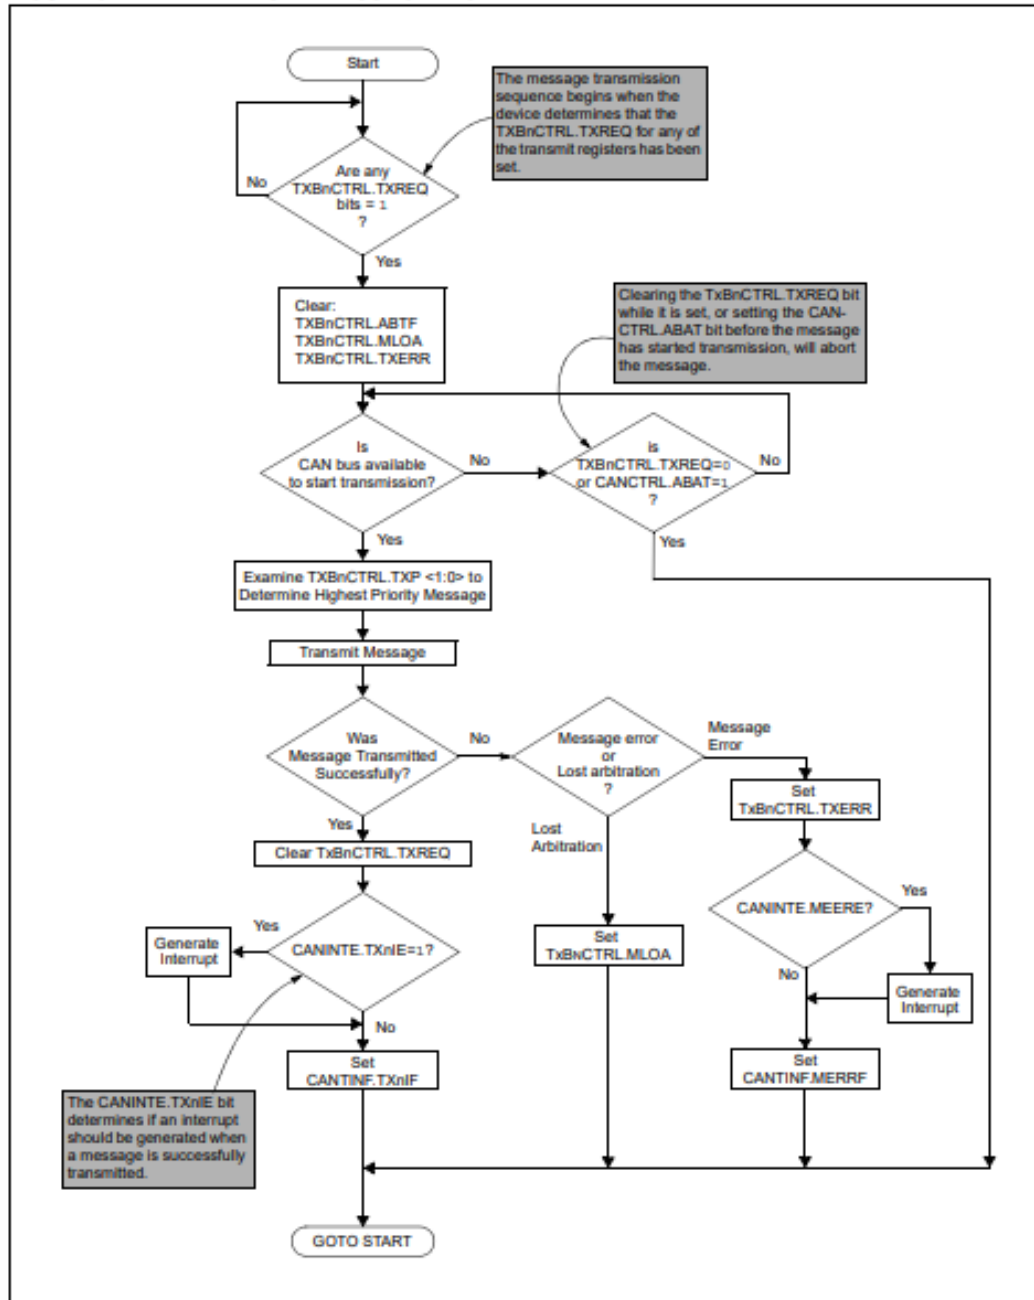 Start
The message transmission
sequence begins when the
device determines that the
TXBnCTRL.TXREQ for any of
the transmit registers has been
set.
Are any
TXBnCTRL.TXREQ
bits = 1
?
No
Yes
Clear:
TXBnCTRL.ABTF
TXBnCTRL.MLOA
TXBnCTRL.TXERR
Clearing the TxBnCTRL.TXREQ bit
while it is set, or setting the CAN-
CTRL.ABAT bit before the message
has started transmission, will abort
the message.
Is
CAN bus available
to start transmission?
No
is
TXBnCTRL.TXREQ=0
or CANCTRL.ABAT=1
?
No
Yes
Yes
Examine TXBnCTRL.TXP <1:0> to
Determine Highest Priority Message
Transmit Message
Was
Message Transmitted
Successfully?
No
Message error
or
Lost arbitration
?
Message
Error
Set
TxBnCTRL.TXERR
Yes
Lost
Arbitration
Clear TxBnCTRL.TXREQ
CANINTE.MEERE?
Yes
Yes
Generate
Interrupt
CANINTE.TXnIE=1?
Set
TxBNCTRL.MLOA
No
Generate
Interrupt
No
Set
CANTINF.TXnIF
Set
CANTINF.MERRF
The CANINTE.TXnIE bit
determines if an interrupt
should be generated when
a message is successfully
transmitted.
GOTO START